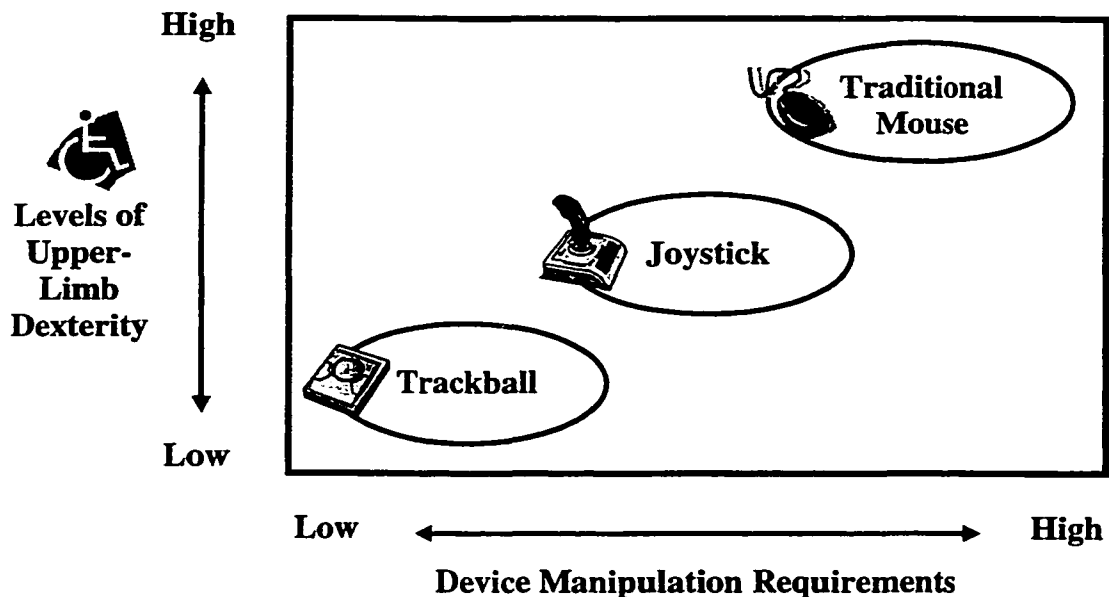 High
Traditional
Mouse
Levels of
Upper-
Limb
Dexterity
Joystick
Trackball
Low
Low
High
Device Manipulation Requirements